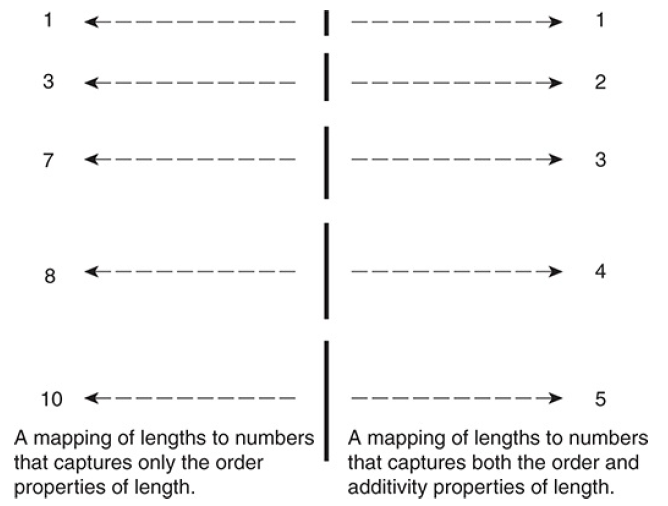 1 1
3 2
7 3
8 4
10 5
A mapping of lengths to numbers
that captures only the order
properties of length.
A mapping of lengths to numbers
that captures both the order and
additivity properties of length.